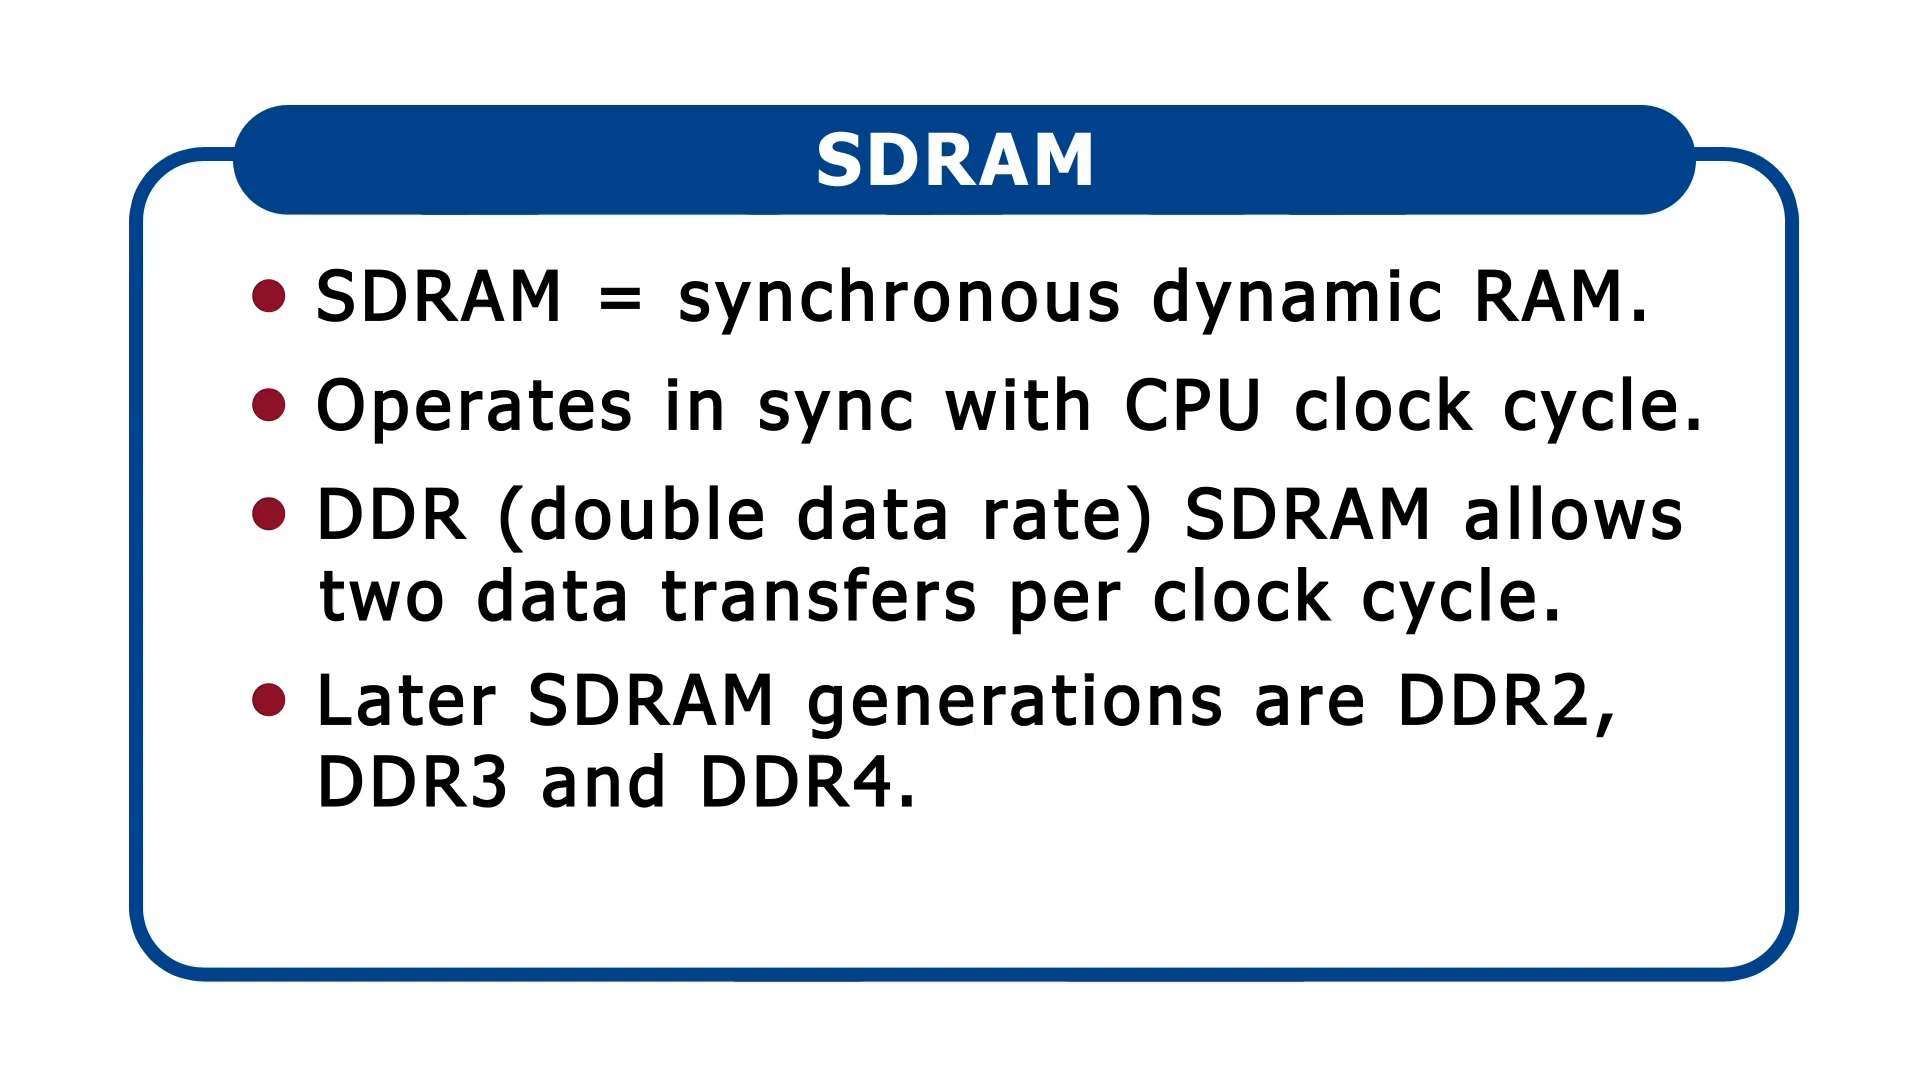 SDRAM
SDRAM = synchronous dynamic RAM.
Operates in sync with CPU clock cycle.
DDR (double data rate) SDRAM allows
two data transfers per clock cycle.
Later SDRAM generations are DDR2,
DDR3 and DDR4.